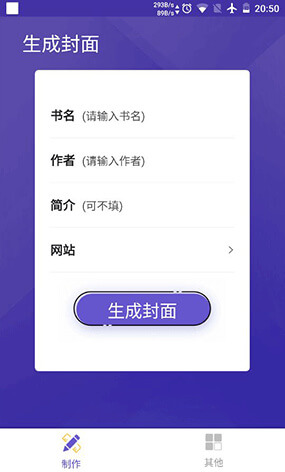 293B/s
89B/s
20:50
生成封面
书名 (请输入书名)
作者 (请输入作者)
简介 (可不填)
网站
生成封面
制作
其他